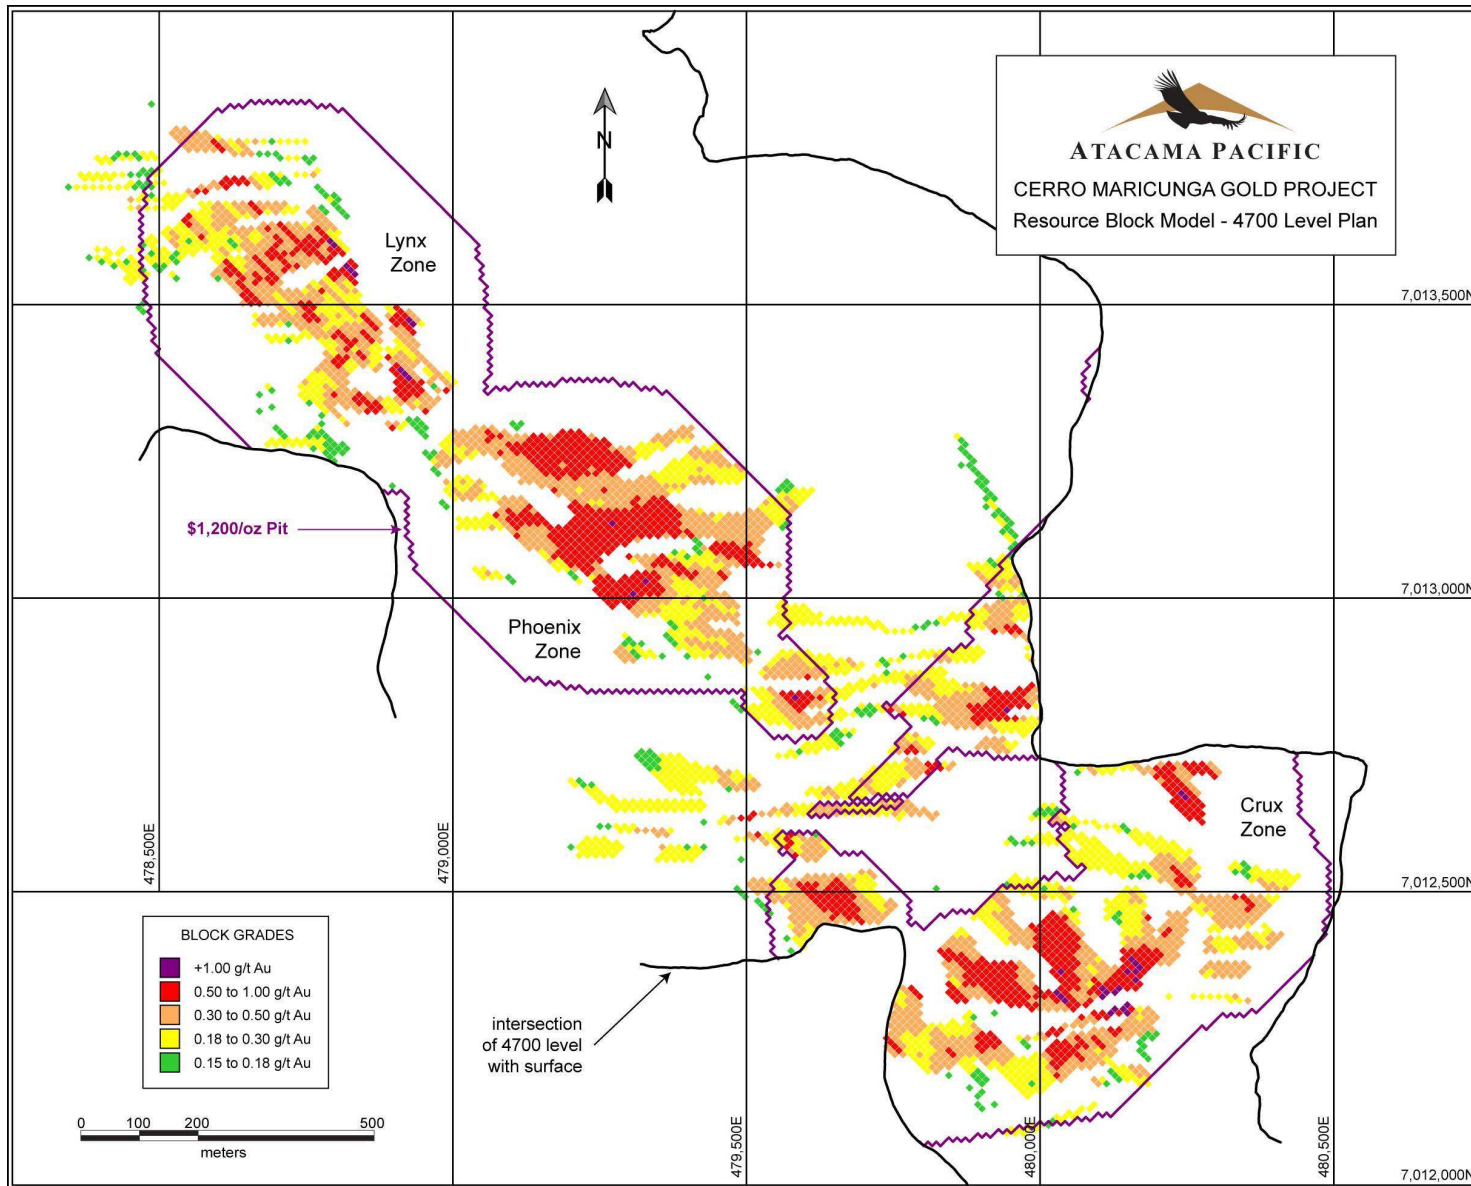 ATACAMA PACIFIC
CERRO MARICUNGA GOLD PROJECT
Resource Block Model - 4700 Level Plan
N
Lynx
Zone
7,013,500N
$1,200/oz Pit
7,013,000N
Phoenix
Zone
Crux
Zone
478,500E
479,000E
7,012,500N
BLOCK GRADES
+1.00 g/t Au
0.50 to 1.00 g/t Au
0.30 to 0.50 g/t Au
0.18 to 0.30 g/t Au
0.15 to 0.18 g/t Au
intersection
of 4700 level
with surface
0 100 200 500
meters
479,500E
480,000E
480,500E
7,012,000N